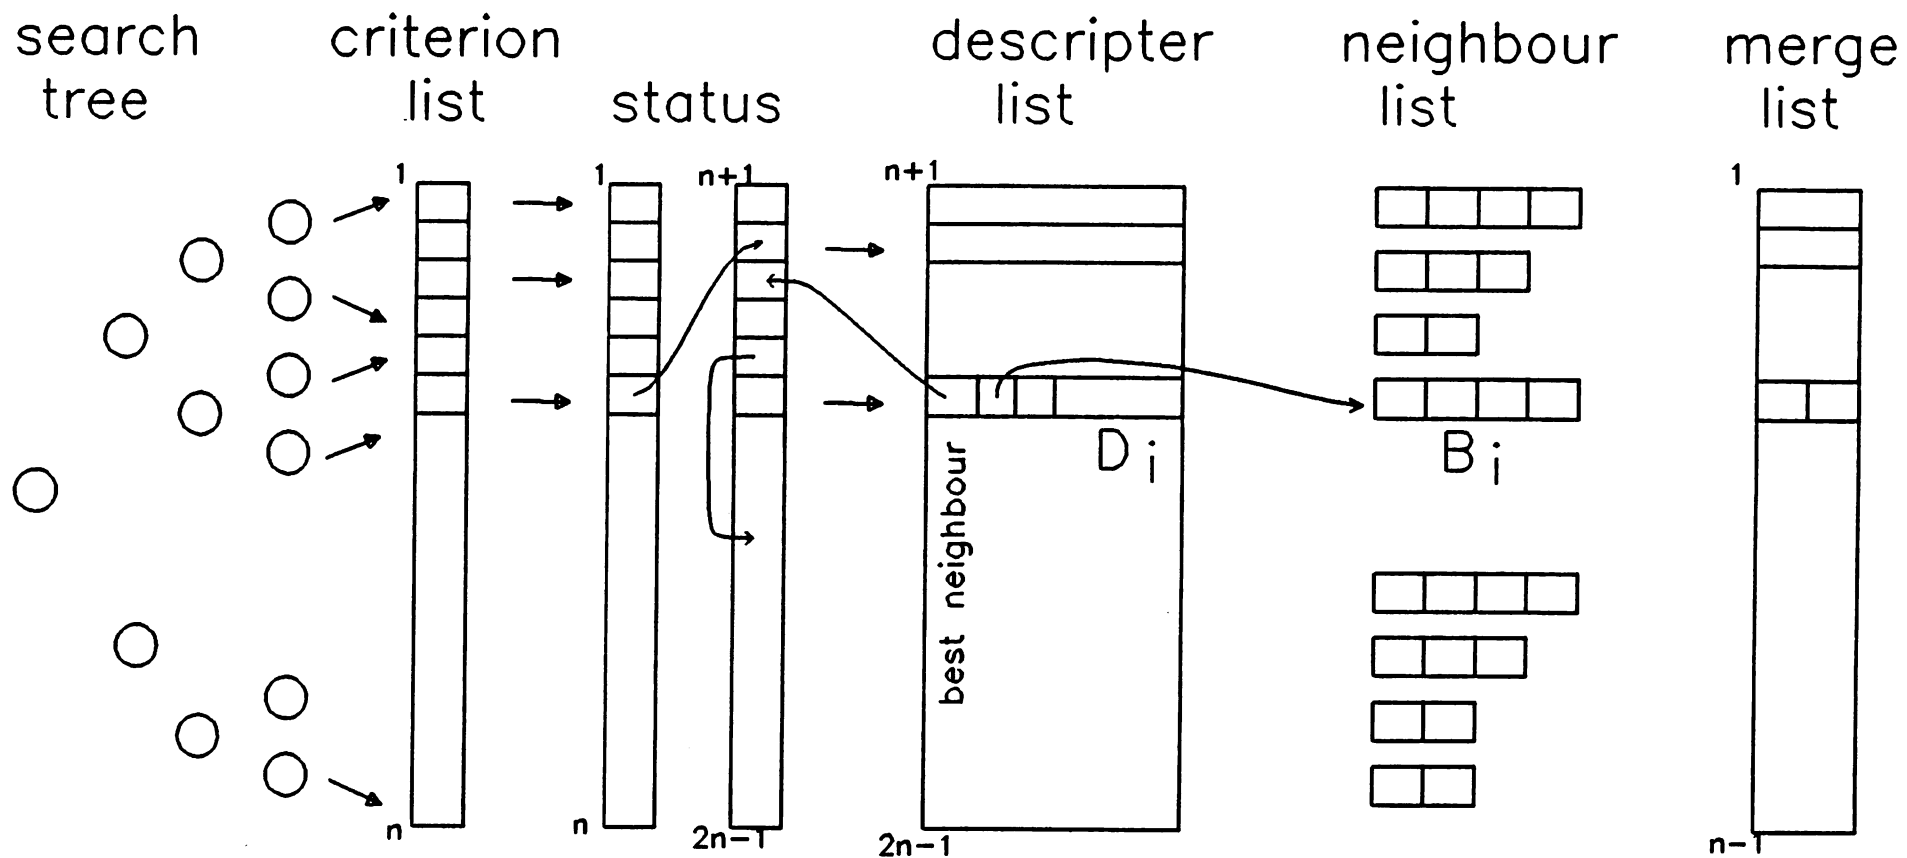 search
tree
criterion
list
status
descripter
list
neighbour
list
merge
list
1
1
n+1
n+1
1
D i
B i
best neighbour
n
n
2n-1
2n-1
n-1